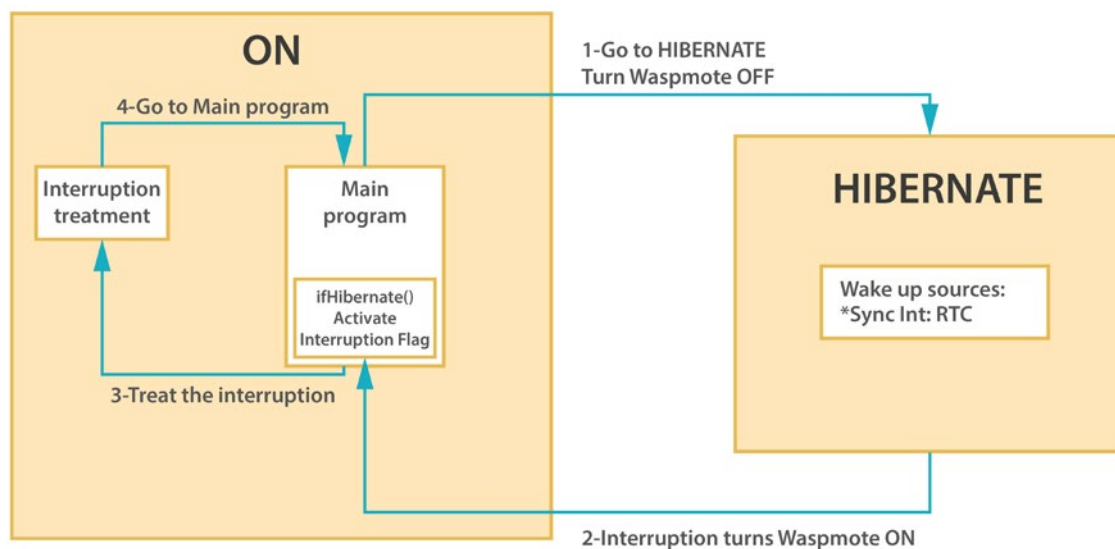 ON
4-Go to Main program
Interruption
treatment
Main
program
ifHibernate()
Activate
Interruption Flag
3-Treat the interruption
1-Go to HIBERNATE
Turn Waspmote OFF
HIBERNATE
Wake up sources:
*Sync Int: RTC
2-Interruption turns Waspmote ON